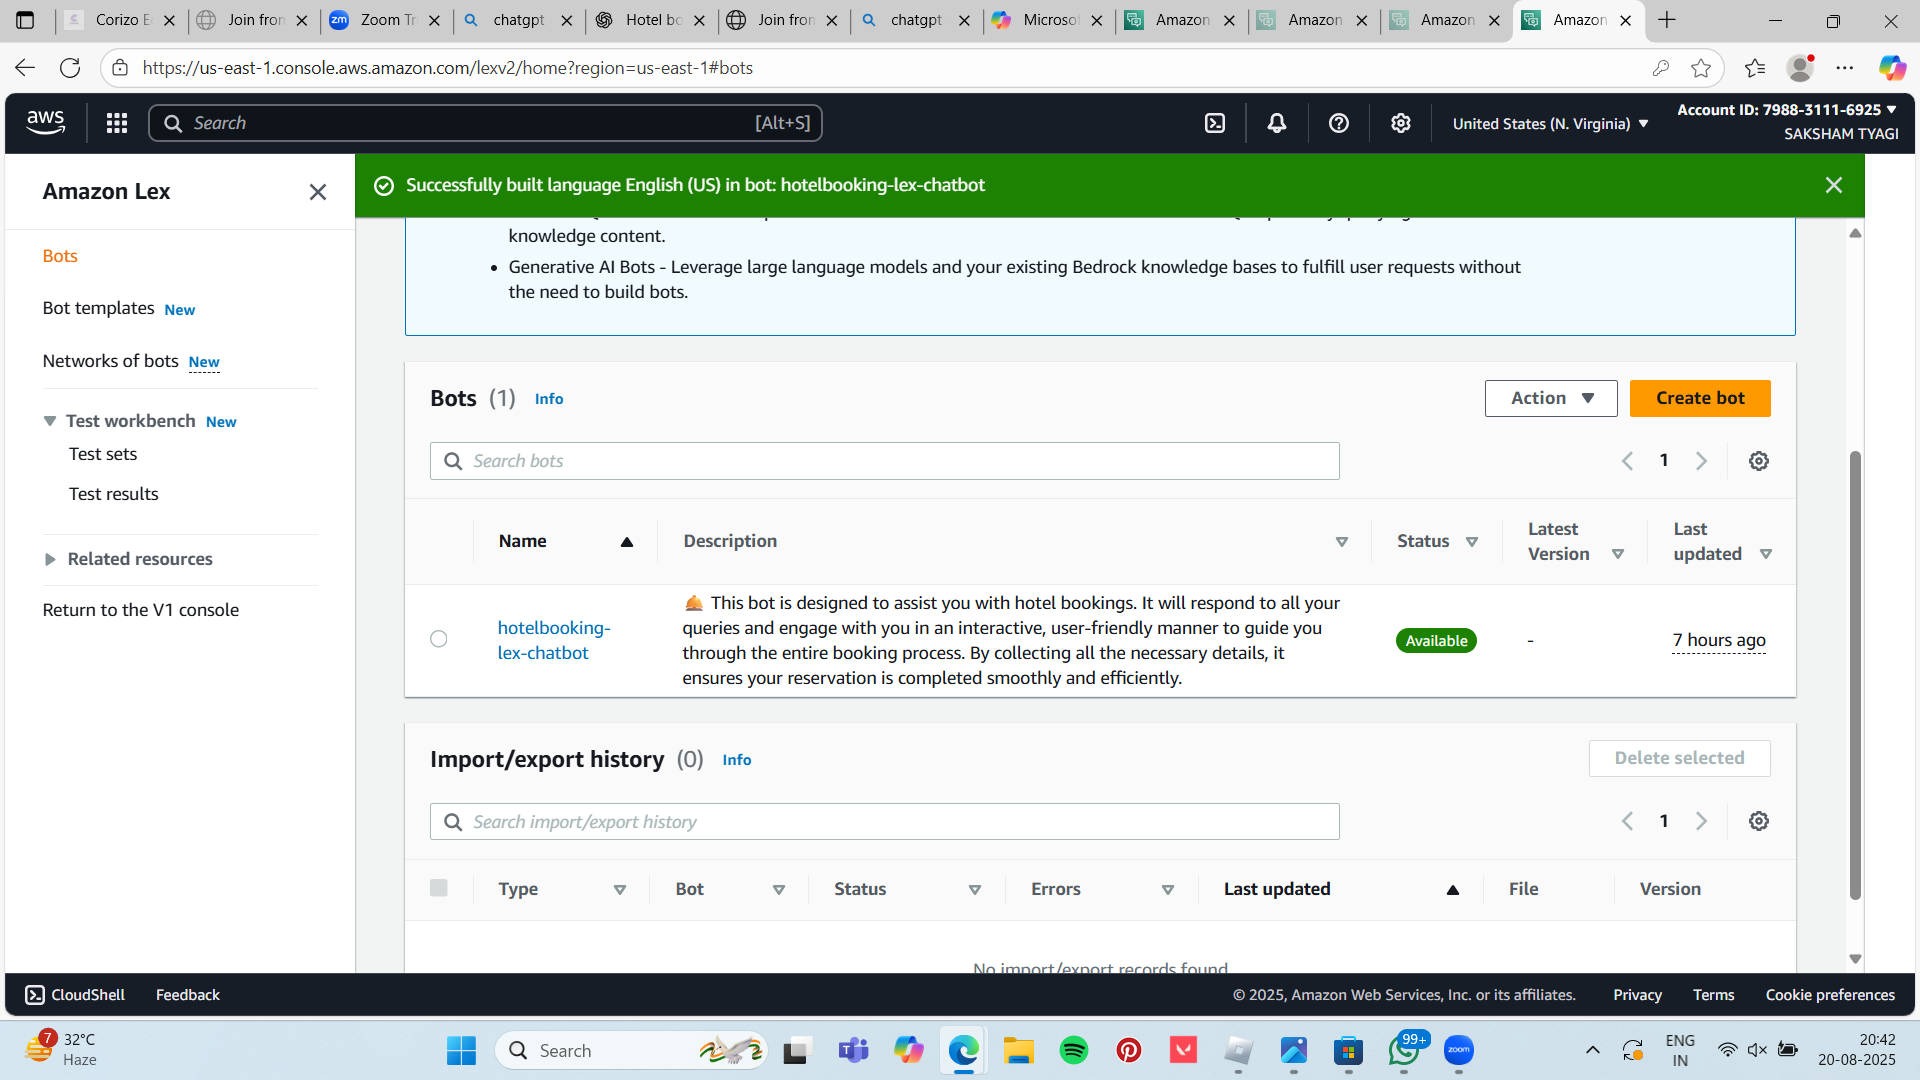 Corizo E
Join fron
Zoom Tr
chatgpt
Hotel bo
Join fron
chatgpt
Microsof
Amazon
Amazon
Amazon
Amazon
https://us-east-1.console.aws.amazon.com/lexv2/home?region=us-east-1#bots
aws
Search
[Alt+S]
United States (N. Virginia)
Account ID: 7988-3111-6925
SAKSHAM TYAGI
Amazon Lex
Bots
Bot templates New
Networks of bots New
Test workbench New
Test sets
Test results
Related resources
Return to the V1 console
Successfully built language English (US) in bot: hotelbooking-lex-chatbot
knowledge content.
• Generative AI Bots - Leverage large language models and your existing Bedrock knowledge bases to fulfill user requests without
the need to build bots.
Bots (1) Info
Action
Create bot
Search bots
1
Name
Description
Status
Latest
Version
Last
updated
hotelbooking-
lex-chatbot
🛎️ This bot is designed to assist you with hotel bookings. It will respond to all your
queries and engage with you in an interactive, user-friendly manner to guide you
through the entire booking process. By collecting all the necessary details, it
ensures your reservation is completed smoothly and efficiently.
Available
-
7 hours ago
Import/export history (0) Info
Delete selected
Search import/export history
1
Type
Bot
Status
Errors
Last updated
File
Version
No import/export records found
CloudShell
Feedback
© 2025, Amazon Web Services, Inc. or its affiliates.
Privacy
Terms
Cookie preferences
7
32°C
Haze
Search
99+
zoom
ENG
IN
20:42
20-08-2025